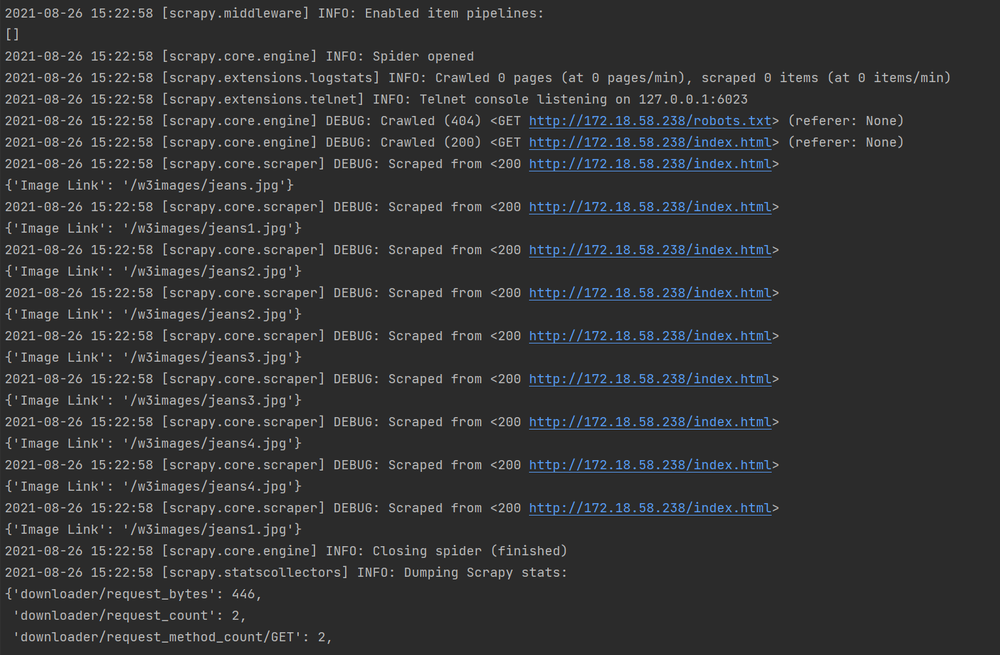 2021-08-26 15:22:58 [scrapy.middleware] INFO: Enabled item pipelines:
[]
2021-08-26 15:22:58 [scrapy.core.engine] INFO: Spider opened
2021-08-26 15:22:58 [scrapy.extensions.logstats] INFO: Crawled 0 pages (at 0 pages/min), scraped 0 items (at 0 items/min)
2021-08-26 15:22:58 [scrapy.extensions.telnet] INFO: Telnet console listening on 127.0.0.1:6023
2021-08-26 15:22:58 [scrapy.core.engine] DEBUG: Crawled (404) <GET http://172.18.58.238/robots.txt> (referer: None)
2021-08-26 15:22:58 [scrapy.core.engine] DEBUG: Crawled (200) <GET http://172.18.58.238/index.html> (referer: None)
2021-08-26 15:22:58 [scrapy.core.scraper] DEBUG: Scraped from <200 http://172.18.58.238/index.html>
{'Image Link': '/w3images/jeans.jpg'}
2021-08-26 15:22:58 [scrapy.core.scraper] DEBUG: Scraped from <200 http://172.18.58.238/index.html>
{'Image Link': '/w3images/jeans1.jpg'}
2021-08-26 15:22:58 [scrapy.core.scraper] DEBUG: Scraped from <200 http://172.18.58.238/index.html>
{'Image Link': '/w3images/jeans2.jpg'}
2021-08-26 15:22:58 [scrapy.core.scraper] DEBUG: Scraped from <200 http://172.18.58.238/index.html>
{'Image Link': '/w3images/jeans2.jpg'}
2021-08-26 15:22:58 [scrapy.core.scraper] DEBUG: Scraped from <200 http://172.18.58.238/index.html>
{'Image Link': '/w3images/jeans3.jpg'}
2021-08-26 15:22:58 [scrapy.core.scraper] DEBUG: Scraped from <200 http://172.18.58.238/index.html>
{'Image Link': '/w3images/jeans3.jpg'}
2021-08-26 15:22:58 [scrapy.core.scraper] DEBUG: Scraped from <200 http://172.18.58.238/index.html>
{'Image Link': '/w3images/jeans4.jpg'}
2021-08-26 15:22:58 [scrapy.core.scraper] DEBUG: Scraped from <200 http://172.18.58.238/index.html>
{'Image Link': '/w3images/jeans4.jpg'}
2021-08-26 15:22:58 [scrapy.core.scraper] DEBUG: Scraped from <200 http://172.18.58.238/index.html>
{'Image Link': '/w3images/jeans1.jpg'}
2021-08-26 15:22:58 [scrapy.core.engine] INFO: Closing spider (finished)
2021-08-26 15:22:58 [scrapy.statscollectors] INFO: Dumping Scrapy stats:
{'downloader/request_bytes': 446,
 'downloader/request_count': 2,
 'downloader/request_method_count/GET': 2,